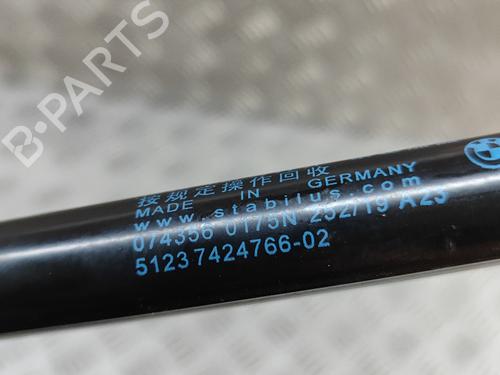 B-PARTS
按规定操作回收
MADE IN GERMANY
www.stabilus.com
074356 0175N 252/19 A23
51237424766-02